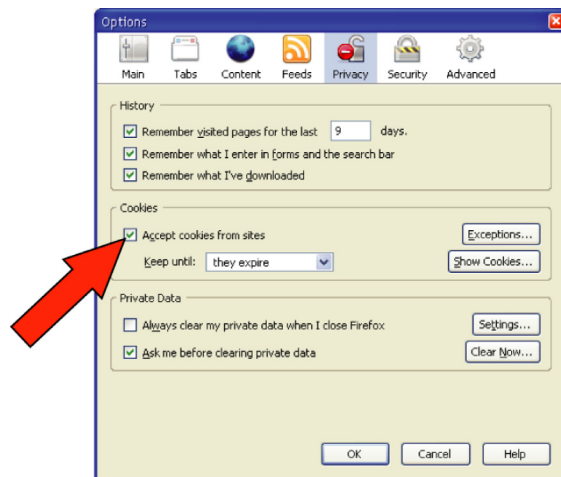 Options
Main Tabs Content Feeds Privacy Security Advanced
History
Remember visited pages for the last 9 days.
Remember what I enter in forms and the search bar
Remember what I've downloaded
Cookies
Accept cookies from sites Exceptions...
Keep until: they expire Show Cookies...
Private Data
Always clear my private data when I close Firefox Settings...
Ask me before clearing private data Clear Now...
OK Cancel Help